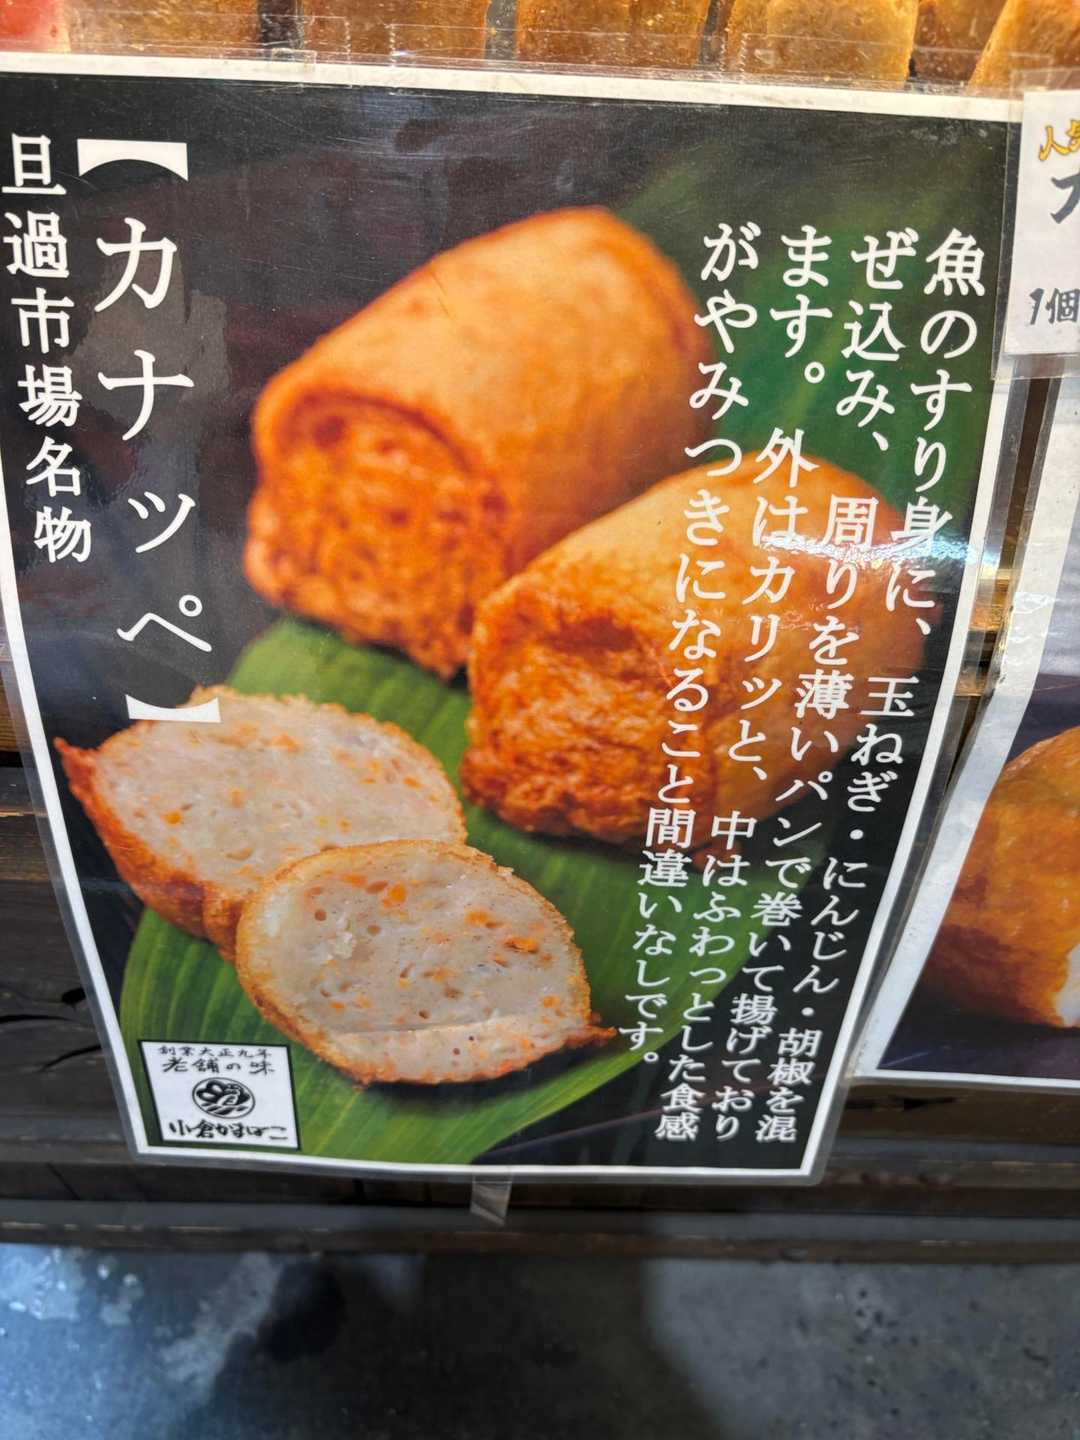 魚のすり身に、玉ねぎ・にんじん・胡椒を混
ぜ込み、周りを薄いパンで巻いて揚げており
ます。外はカリッと、中はふわっとした食感
がやみつきになること間違いなしです。
【カナッペ】
旦過市場名物
創業大正九年
老舗の味
小倉かまぼこ
1個